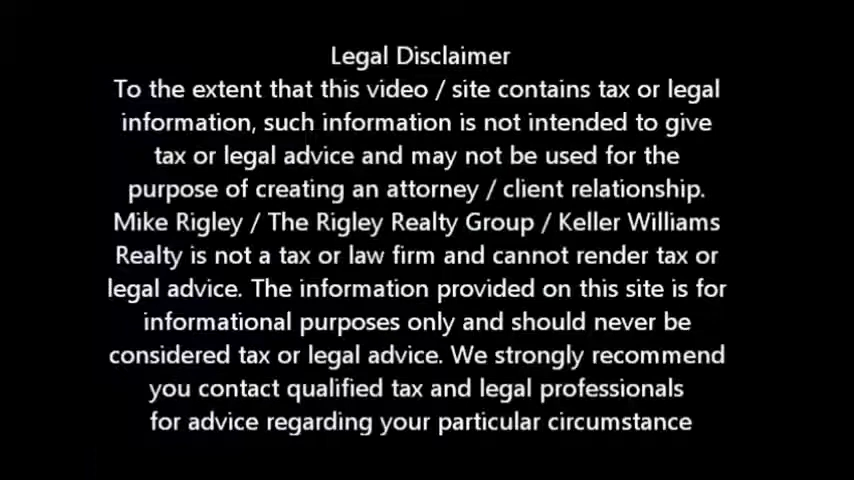 Legal Disclaimer
To the extent that this video / site contains tax or legal
information, such information is not intended to give
tax or legal advice and may not be used for the
purpose of creating an attorney / client relationship.
Mike Rigley / The Rigley Realty Group / Keller Williams
Realty is not a tax or law firm and cannot render tax or
legal advice. The information provided on this site is for
informational purposes only and should never be
considered tax or legal advice. We strongly recommend
you contact qualified tax and legal professionals
for advice regarding your particular circumstance